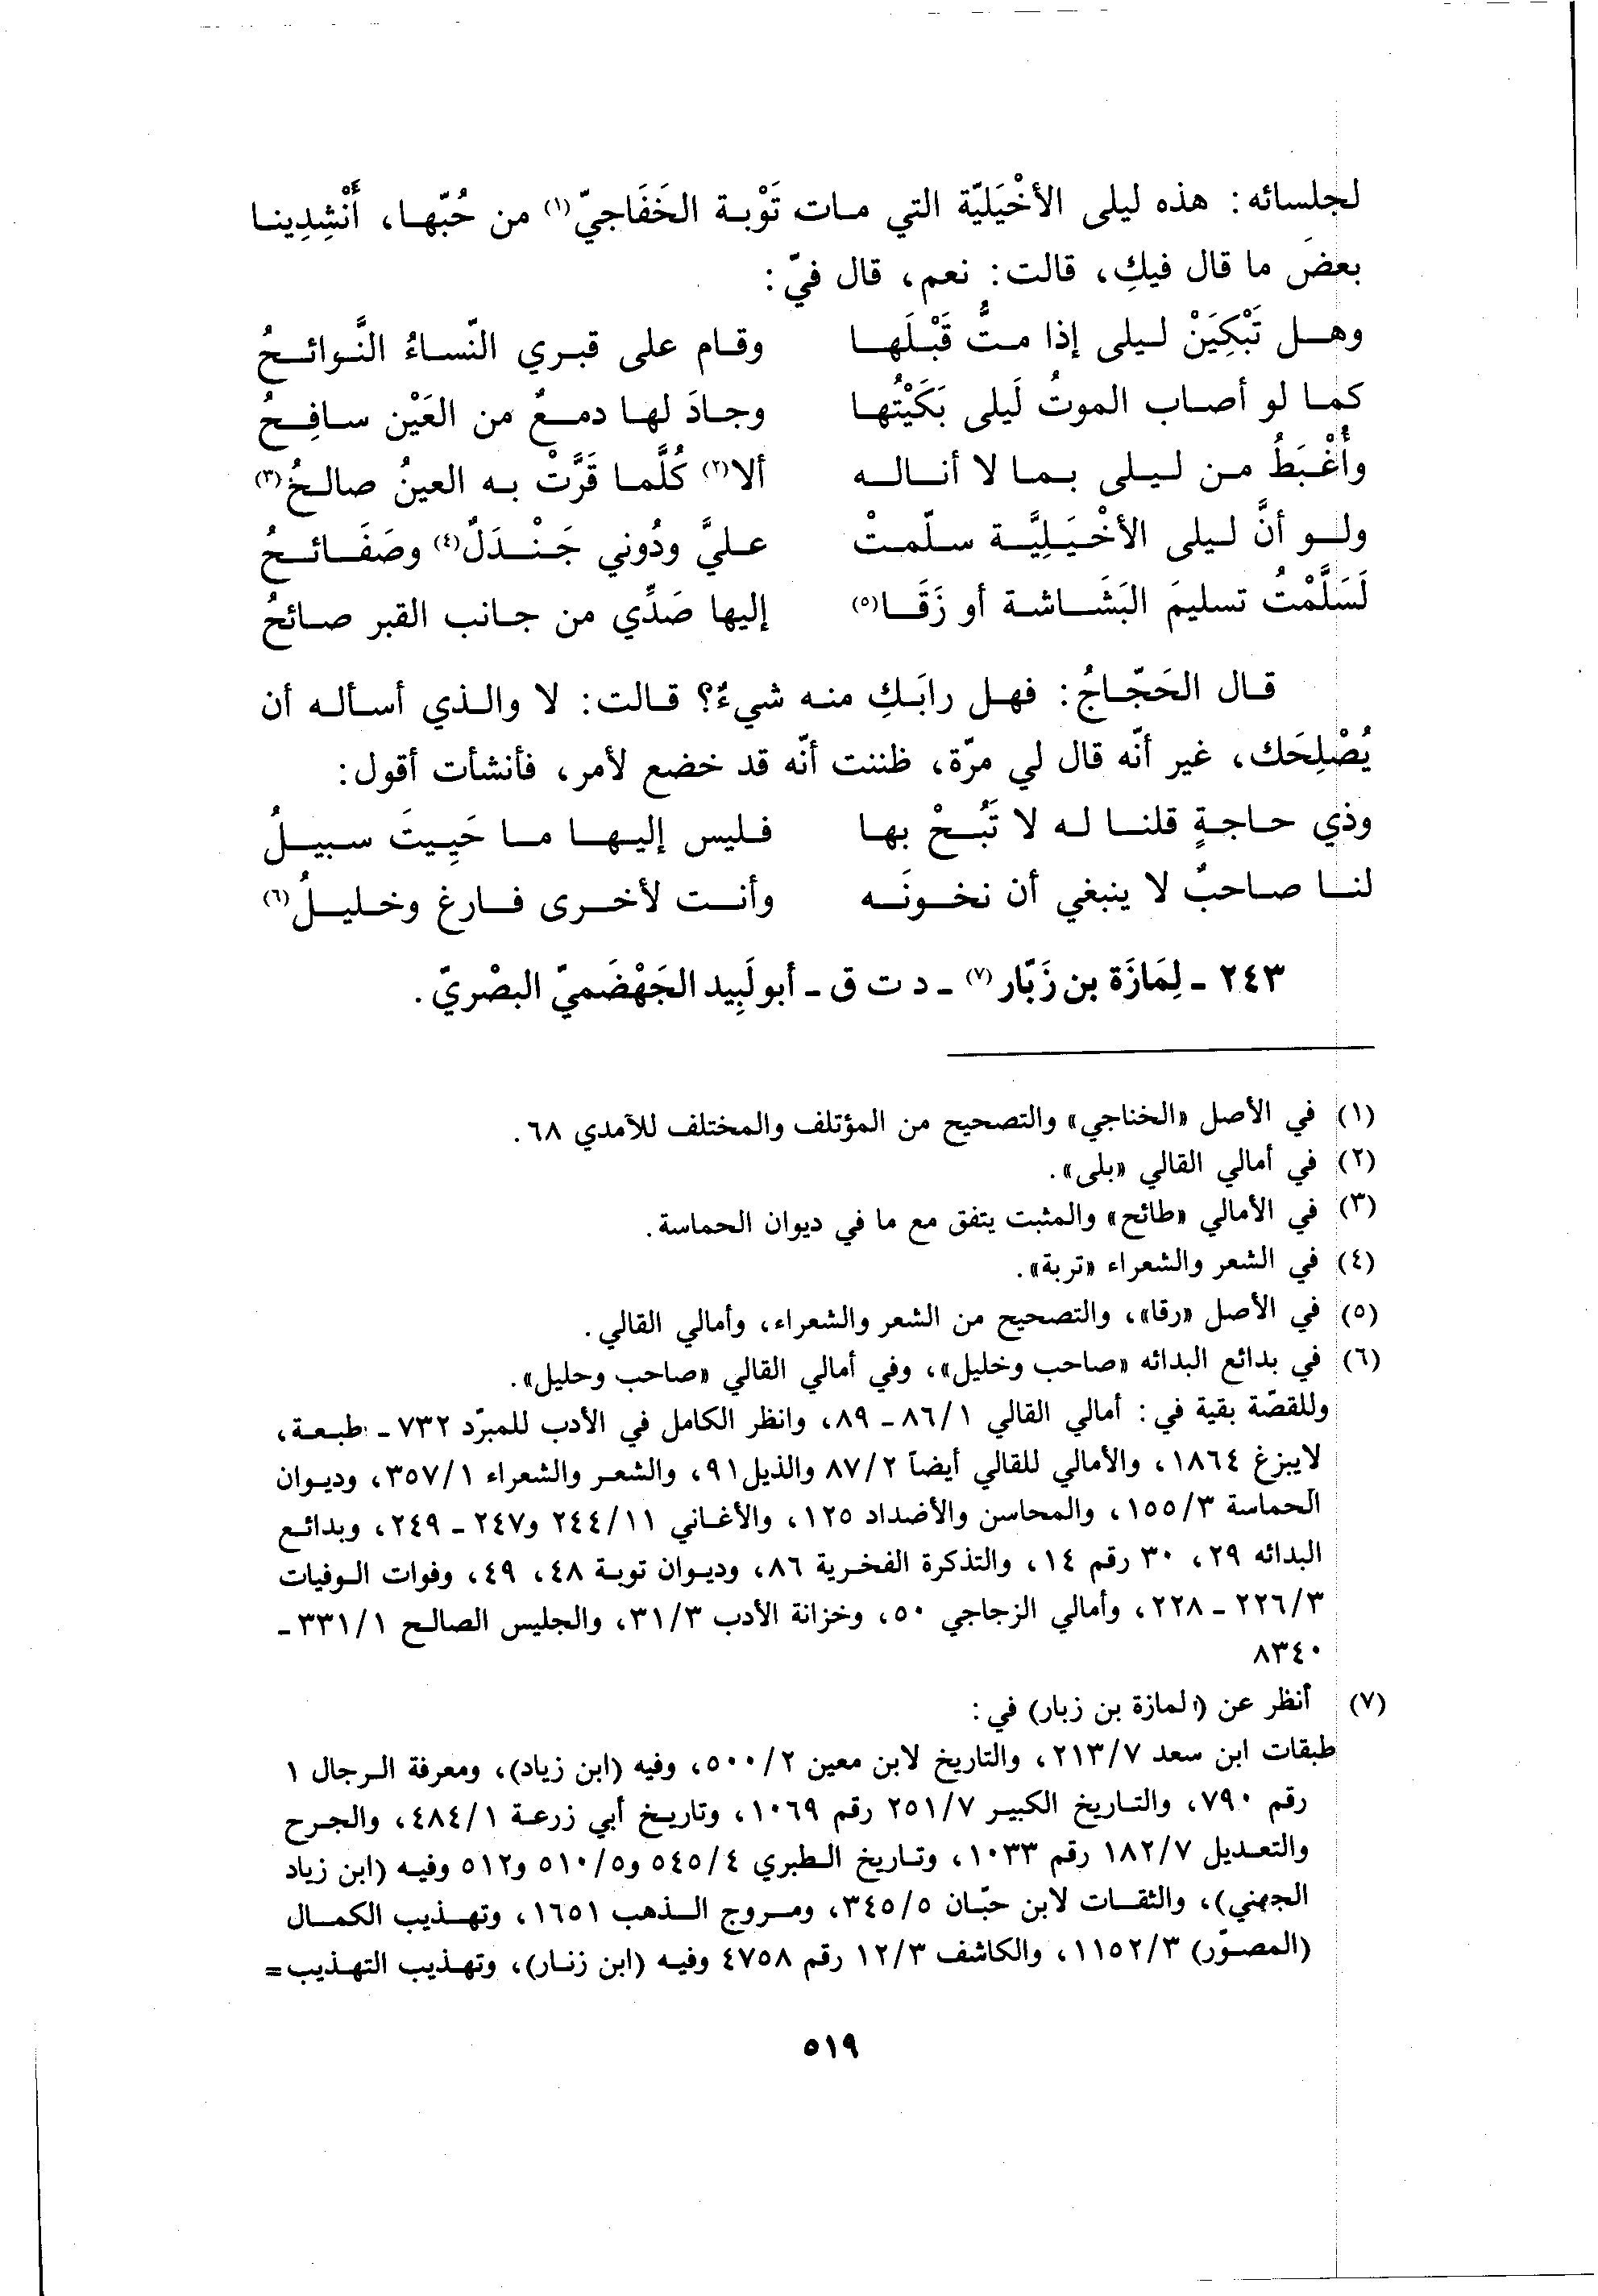 لجلسائه: هذه ليلى الأخْيَليّة التي مات تَوْبة الخَفَاجيّ(١) من حُبّها، أَنْشِدِينا
بعضَ ما قال فيكِ، قالت: نعم، قال فيّ:
وهل تَبْكِيَنْ ليلى إذا متُّ قَبْلَها    وقام على قبري النّساءُ النَّوائحُ
كما لو أصاب الموتُ لَيلى بَكَيْتُها    وجادَ لها دمعٌ من العَيْن سافِحُ
وأُغْبَطُ من ليلى بما لا أناله    ألا(٢) كُلَّما قَرَّتْ به العينُ صالحُ(٣)
ولو أنَّ ليلى الأخْيَلِيَّة سلّمتْ    عليَّ ودُوني جَنْدَلٌ(٤) وصَفَائحُ
لَسَلَّمْتُ تسليمَ البَشَاشة أو زَقَا(٥)    إليها صَدًّي من جانب القبر صائحُ
قال الحَجّاجُ: فهل رابَكِ منه شيءٌ؟ قالت: لا والذي أسأله أن
يُصْلِحَك، غير أنّه قال لي مرّة، ظننت أنّه قد خضع لأمر، فأنشأت أقول:
وذي حاجةٍ قلنا له لا تَبُحْ بها    فليس إليها ما حَيِيتَ سبيلُ
لنا صاحبٌ لا ينبغي أن نخونَه    وأنت لأخرى فارغ وخليلُ(٦)
٢٤٣ ـ لِمَازَة بن زَبّار(٧) ـ د ت ق ـ أبو لَبِيد الجَهْضَميّ البصْريّ.
(١) في الأصل «الخناجي» والتصحيح من المؤتلف والمختلف للآمدي ٦٨.
(٢) في أمالي القالي «بلى».
(٣) في الأمالي «طائح» والمثبت يتفق مع ما في ديوان الحماسة.
(٤) في الشعر والشعراء «تربة».
(٥) في الأصل «رقا»، والتصحيح من الشعر والشعراء، وأمالي القالي.
(٦) في بدائع البدائه «صاحب وخليل»، وفي أمالي القالي «صاحب وحليل».
وللقصّة بقية في: أمالي القالي ٨٦/١ ـ ٨٩، وانظر الكامل في الأدب للمبرّد ٧٣٢ ـ طبعة،
لايبزغ ١٨٦٤، والأمالي للقالي أيضاً ٨٧/٢ والذيل ٩١، والشعر والشعراء ٣٥٧/١، وديوان
الحماسة ١٥٥/٣، والمحاسن والأضداد ١٢٥، والأغاني ٢٤٤/١١ و٢٤٧ ـ ٢٤٩، وبدائع
البدائه ٢٩، ٣٠ رقم ١٤، والتذكرة الفخرية ٨٦، وديوان توبة ٤٨، ٤٩، وفوات الوفيات
٢٢٦/٣ ـ ٢٢٨، وأمالي الزجاجي ٥٠، وخزانة الأدب ٣١/٣، والجليس الصالح ٣٣١/١ ـ
٨٣٤٠
(٧) أنظر عن (لمازة بن زبار) في:
طبقات ابن سعد ٢١٣/٧، والتاريخ لابن معين ٥٠٠/٢، وفيه (ابن زياد)، ومعرفة الرجال ١
رقم ٧٩٠، والتاريخ الكبير ٢٥١/٧ رقم ١٠٦٩، وتاريخ أبي زرعة ٤٨٤/١، والجرح
والتعديل ١٨٢/٧ رقم ١٠٣٣، وتاريخ الطبري ٥٤٥/٤ و٥١٠/٥ و٥١٢ وفيه (ابن زياد
الجهني)، والثقات لابن حبّان ٣٤٥/٥، ومروج الذهب ١٦٥١، وتهذيب الكمال
(المصوّر) ١١٥٢/٣، والكاشف ١٢/٣ رقم ٤٧٥٨ وفيه (ابن زنار)، وتهذيب التهذيب=
٥١٩